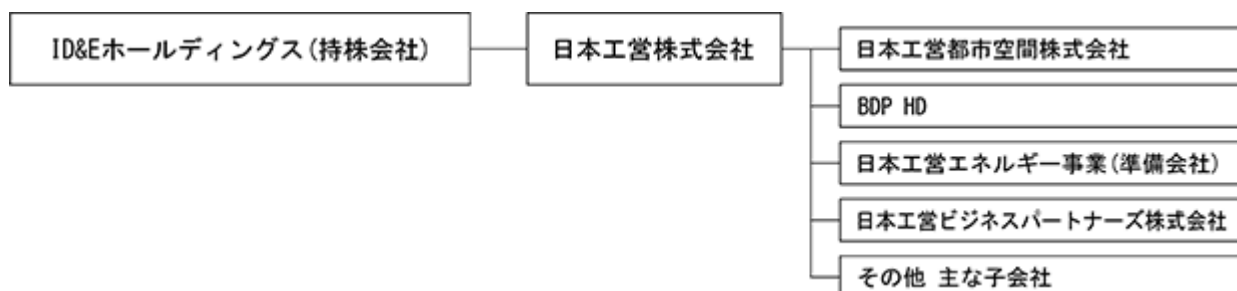 ID&Eホールディングス(持株会社)
日本工営株式会社
日本工営都市空間株式会社
BDP HD
日本工営エネルギー事業(準備会社)
日本工営ビジネスパートナーズ株式会社
その他 主な子会社